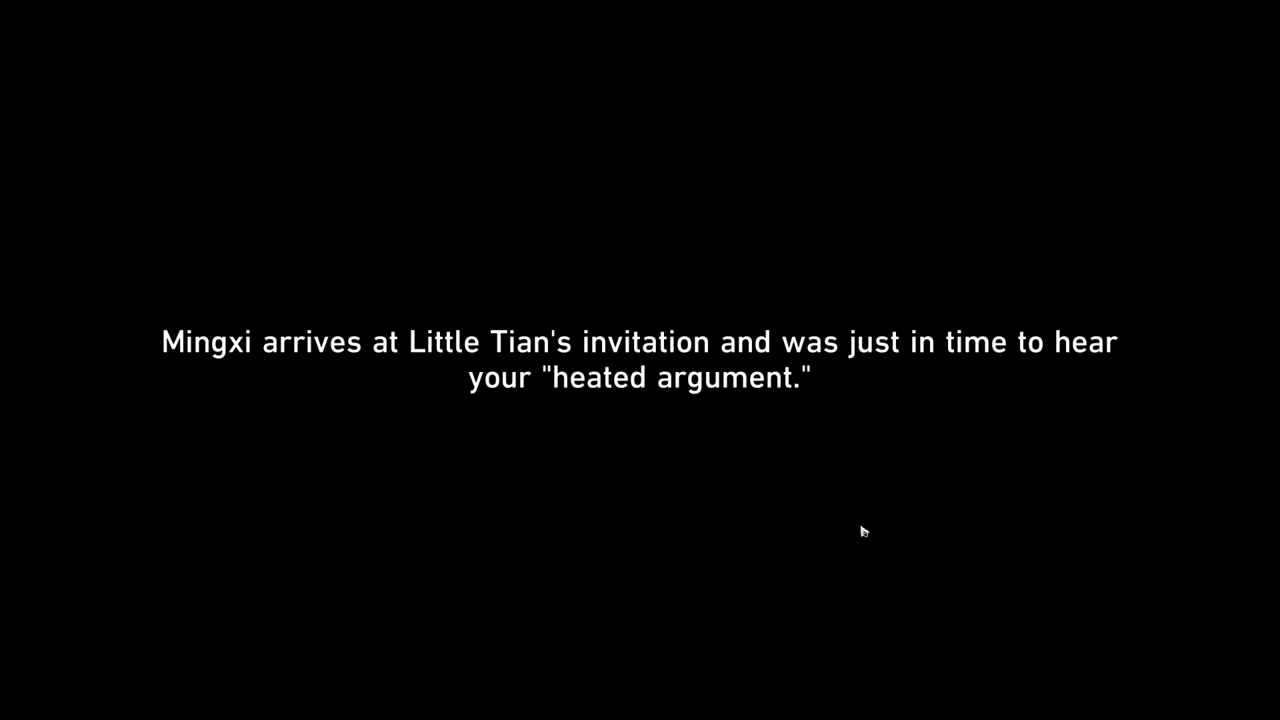 Mingxi arrives at Little Tian's invitation and was just in time to hear
your "heated argument."